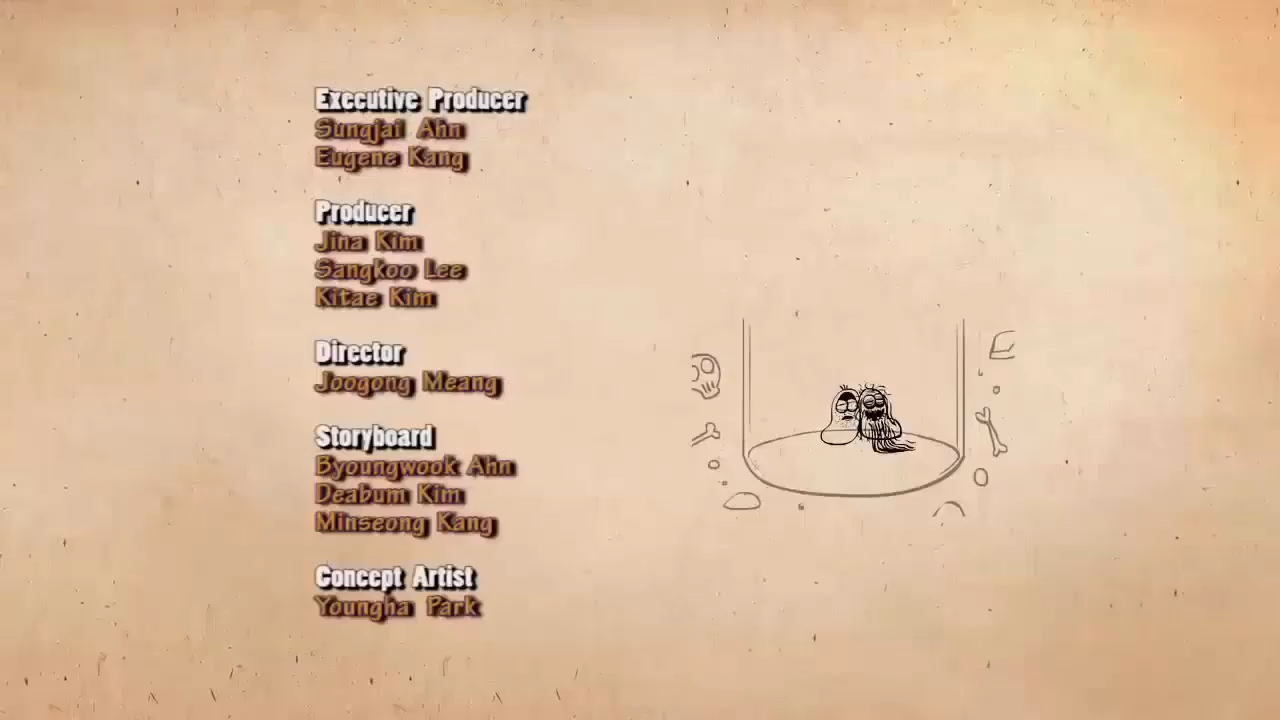 Executive Producer
Sungjai Ahn
Eugene Kang
Producer
Jina Kim
Sangkoo Lee
Kitae Kim
Director
Joogong Meang
Storyboard
Byoungwook Ahn
Deabum Kim
Minseong Kang
Concept Artist
Youngha Park